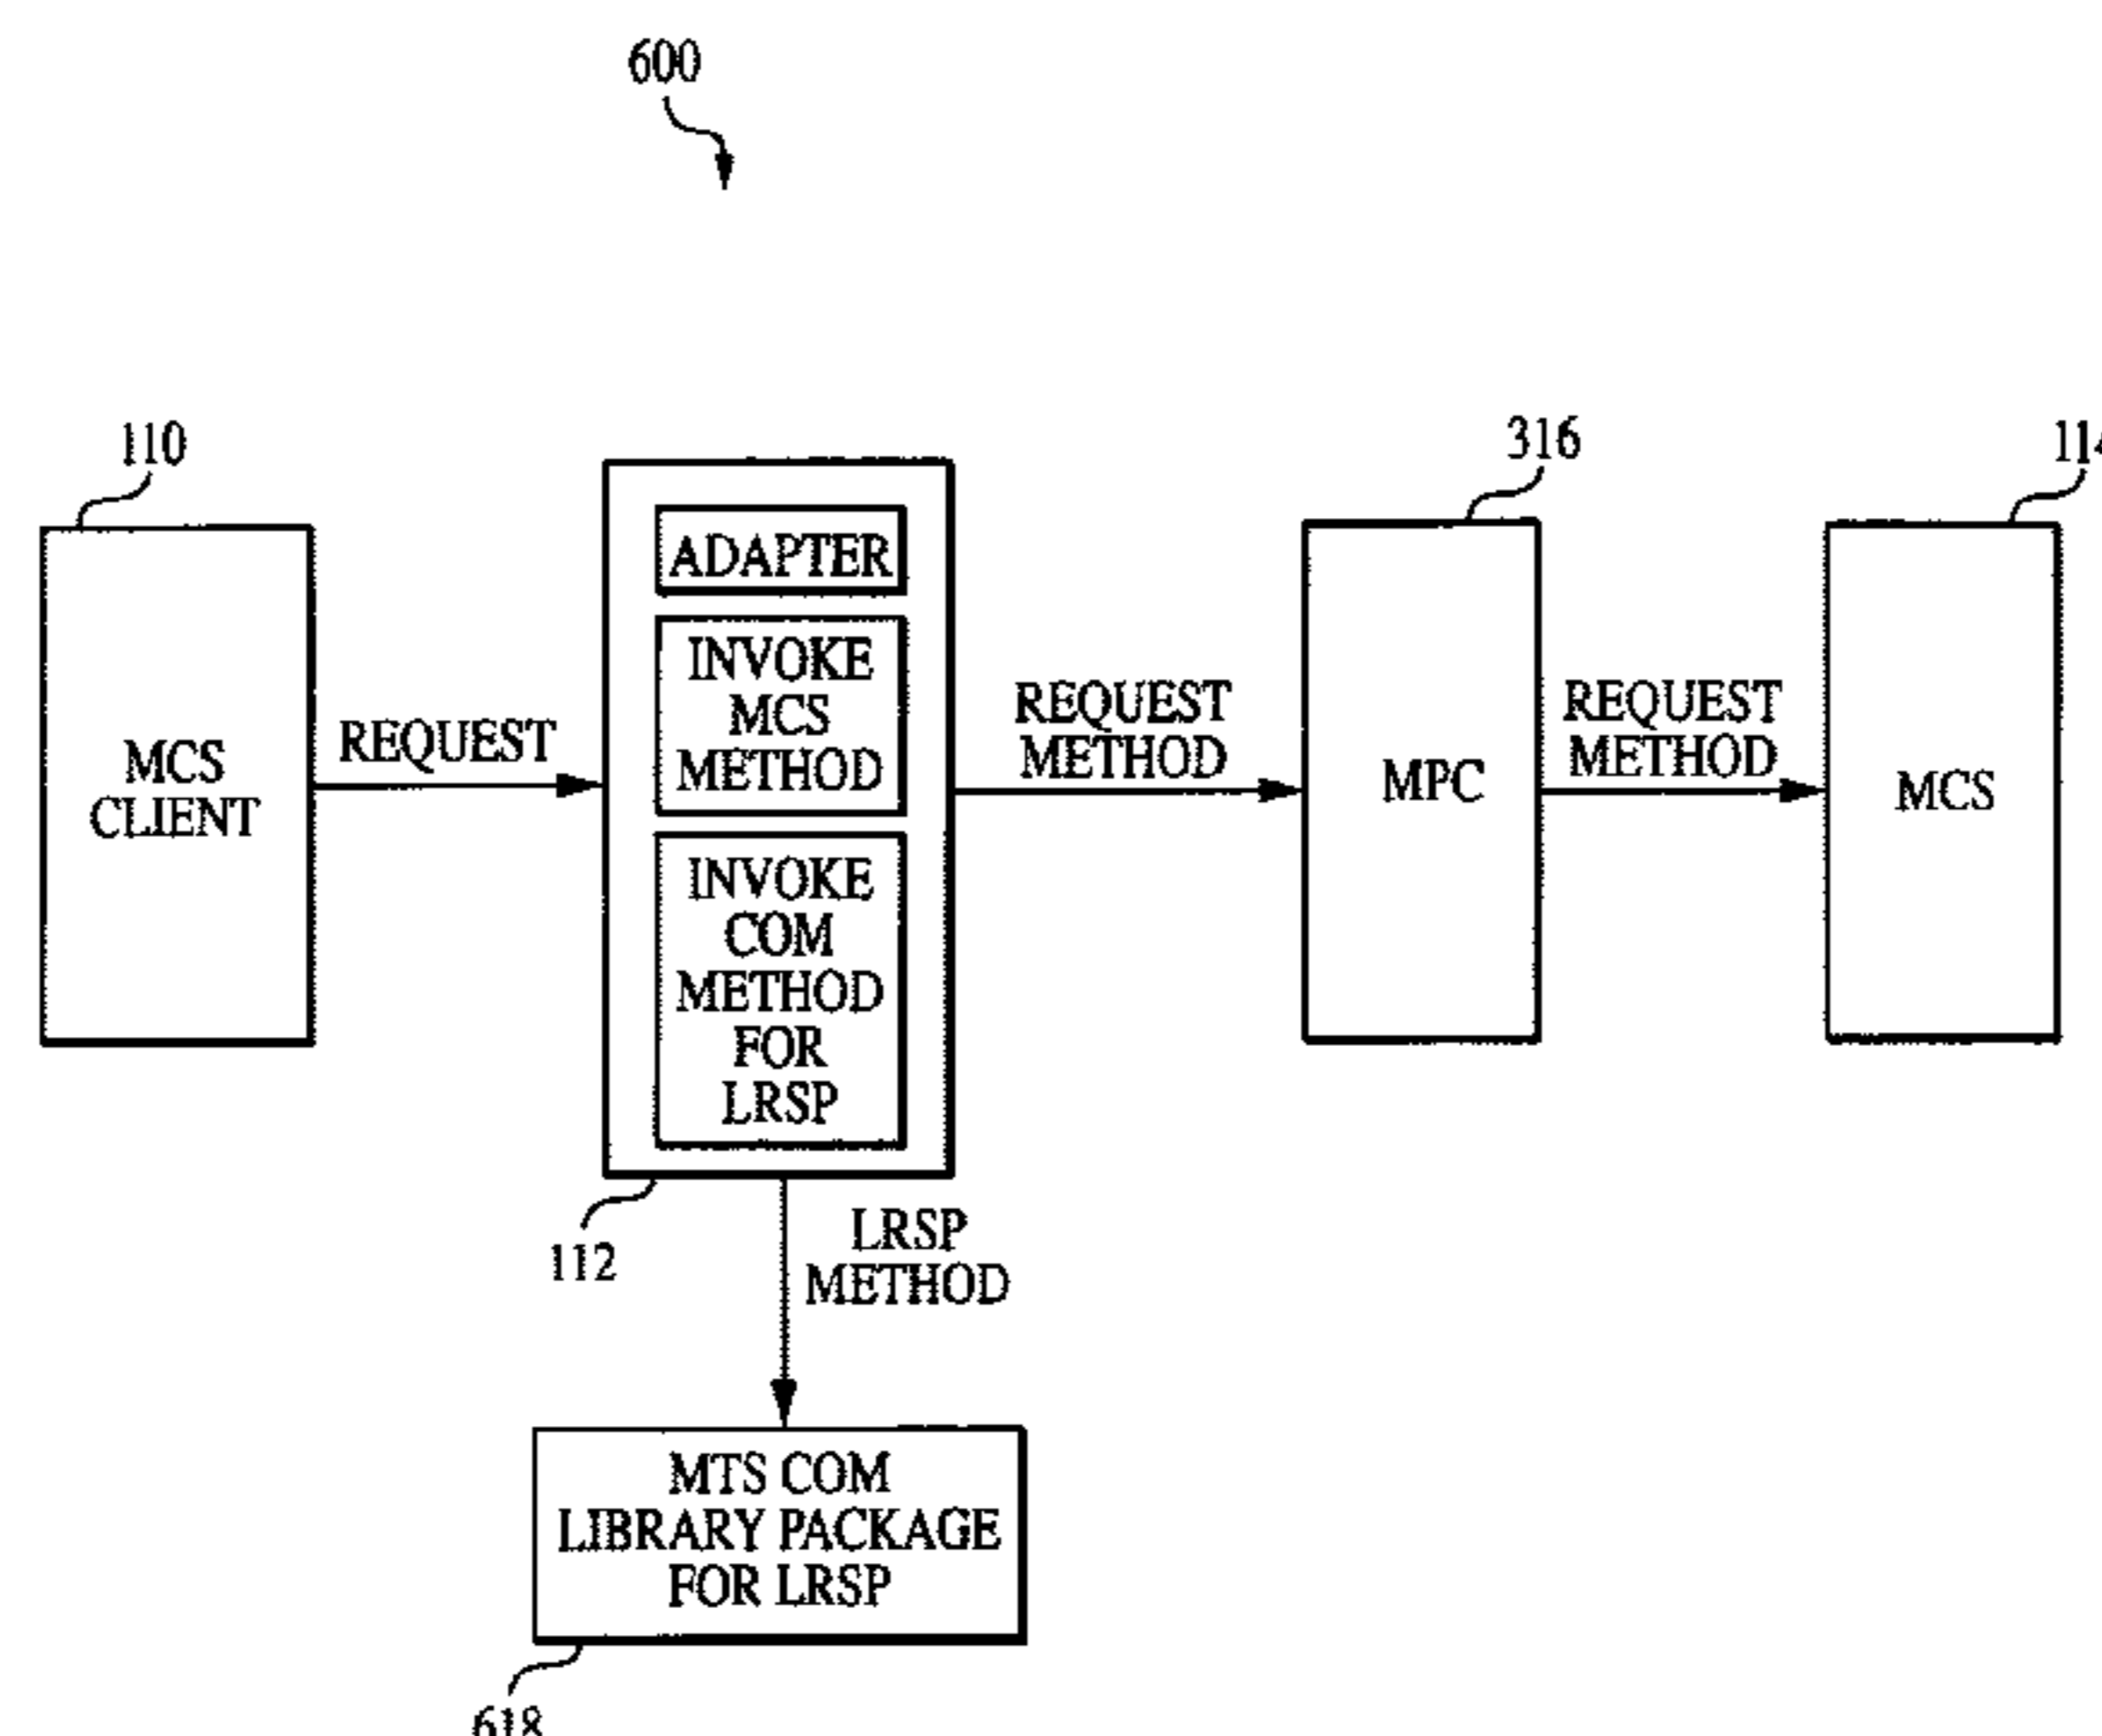 600
110
316
114
ADAPTER
INVOKE
MCS
METHOD
INVOKE
COM
METHOD
FOR
LRSP
MCS
CLIENT
REQUEST
REQUEST
METHOD
MPC
REQUEST
METHOD
MCS
112
LRSP
METHOD
MTS COM
LIBRARY PACKAGE
FOR LRSP
618